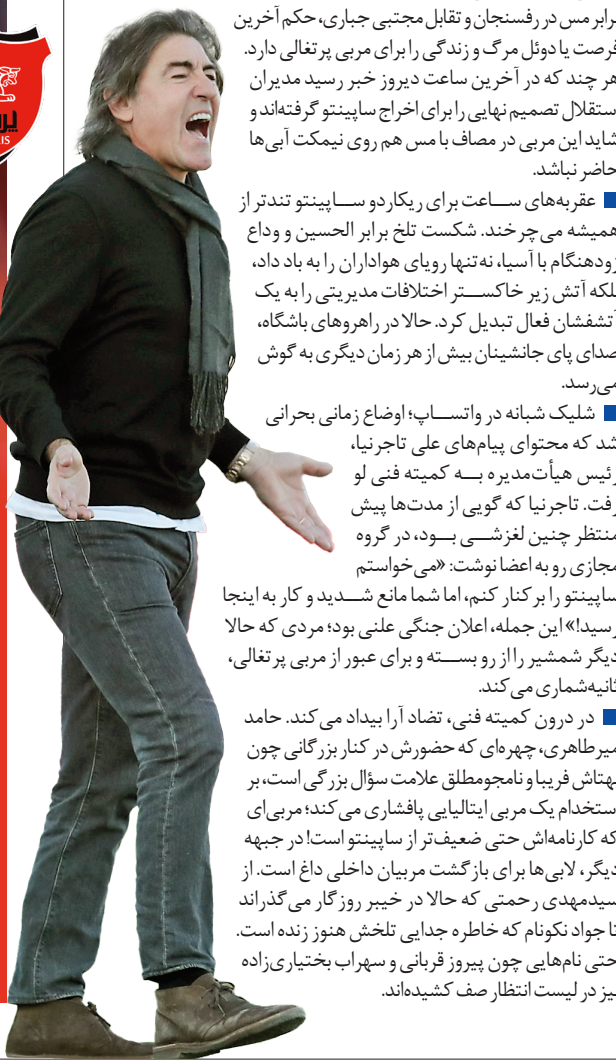 برابر مس در رفسنجان و تقابل مجتبی جباری، حکم آخرین
فرصت یا دوئل مرگ و زندگی را برای مربی پرتغالی دارد.
هر چند که در آخرین ساعت دیروز خبر رسید مدیران
استقلال تصمیم نهایی را برای اخراج ساپینتو گرفته‌اند و
شاید این مربی در مصاف با مس هم روی نیمکت آبی‌ها
حاضر نباشد.
عقربه‌های ساعت برای ریکاردو ساپینتو تندتر از
همیشه می‌چرخند. شکست تلخ برابر الحسین و وداع
زودهنگام با آسیا، نه‌تنها رویای هواداران را به باد داد،
بلکه آتش زیر خاکستر اختلافات مدیریتی را به یک
آتشفشان فعال تبدیل کرد. حالا در راهروهای باشگاه،
صدای پای جانشینان بیش از هر زمان دیگری به گوش
می‌رسد.
شلیک شبانه در واتساپ؛ اوضاع زمانی بحرانی
شد که محتوای پیام‌های علی تاجرنیا،
رئیس هیأت‌مدیره به کمیته فنی لو
رفت. تاجرنیا که گویی از مدت‌ها پیش
منتظر چنین لغزشی بود، در گروه
مجازی رو به اعضا نوشت: «می‌خواستم
ساپینتو را برکنار کنم، اما شما مانع شدید و کار به اینجا
رسید!» این جمله، اعلان جنگی علنی بود؛ مردی که حالا
دیگر شمشیر را از رو بسته و برای عبور از مربی پرتغالی،
ثانیه‌شماری می‌کند.
در درون کمیته فنی، تضاد آرا بیداد می‌کند. حامد
میرطاهری، چهره‌ای که حضورش در کنار بزرگانی چون
بهتاش فریبا و نامجومطلق علامت سؤال بزرگی است، بر
استخدام یک مربی ایتالیایی پافشاری می‌کند؛ مربی‌ای
که کارنامه‌اش حتی ضعیف‌تر از ساپینتو است! در جبهه
دیگر، لابی‌ها برای بازگشت مربیان داخلی داغ است. از
سیدمهدی رحمتی که حالا در خیبر روزگار می‌گذراند
تا جواد نکونام که خاطره جدایی تلخش هنوز زنده است.
حتی نام‌هایی چون پیروز قربانی و سهراب بختیاری‌زاده
نیز در لیست انتظار صف کشیده‌اند.